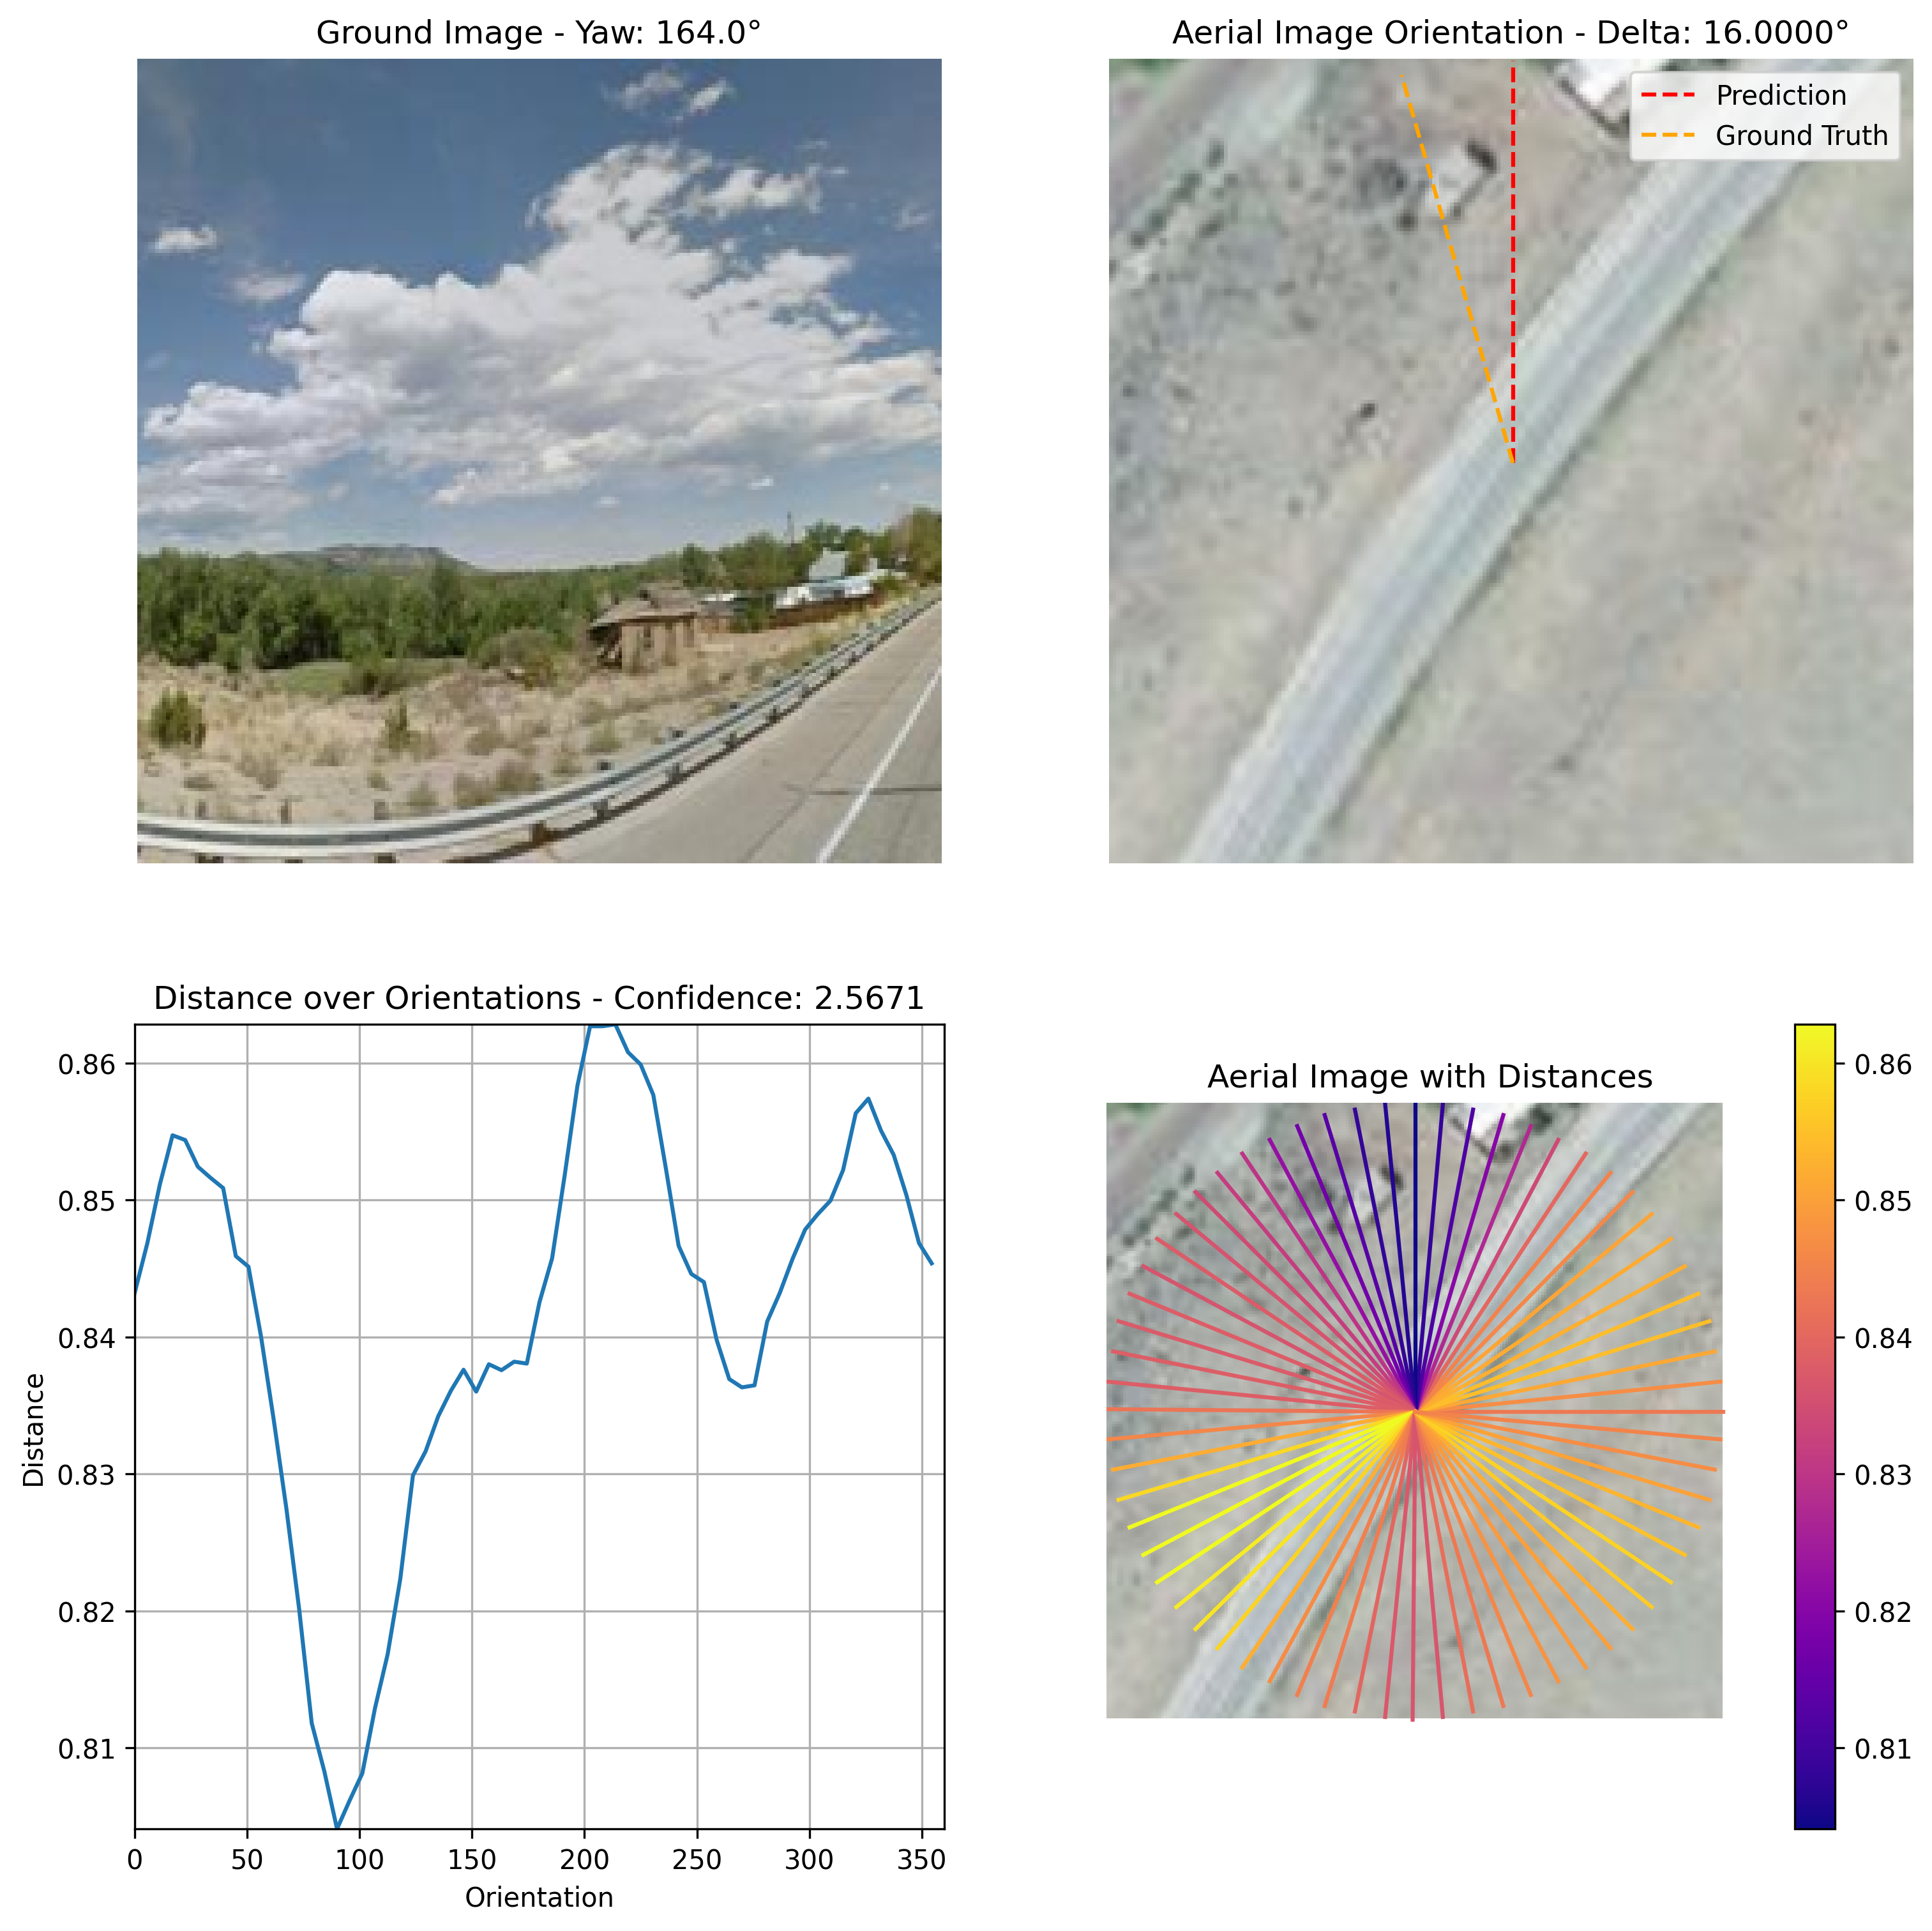 Ground Image - Yaw: 164.0°
Aerial Image Orientation - Delta: 16.0000°
Prediction
Ground Truth
Distance over Orientations - Confidence: 2.5671
0.86
0.85
0.84
0.83
0.82
0.81
Distance
0
50
100
150
200
250
300
350
Orientation
Aerial Image with Distances
0.86
0.85
0.84
0.83
0.82
0.81